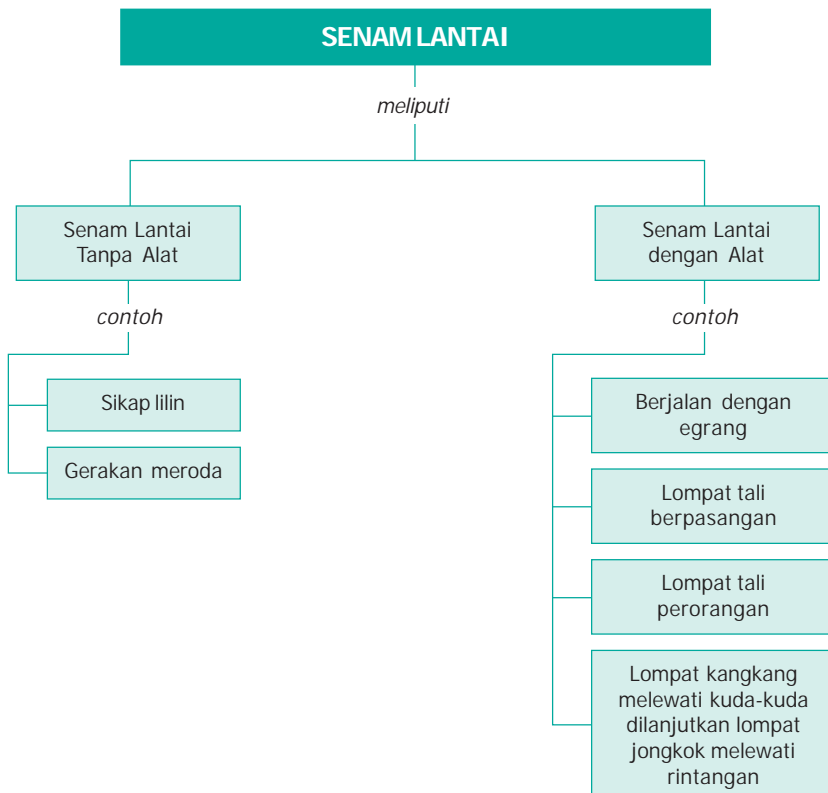 SENAM LANTAI
meliputi
Senam Lantai
Tanpa Alat
contoh
Sikap lilin
Gerakan meroda
Senam Lantai
dengan Alat
contoh
Berjalan dengan
egrang
Lompat tali
berpasangan
Lompat tali
perorangan
Lompat kangkang
melewati kuda-kuda
dilanjutkan lompat
jongkok melewati
rintangan